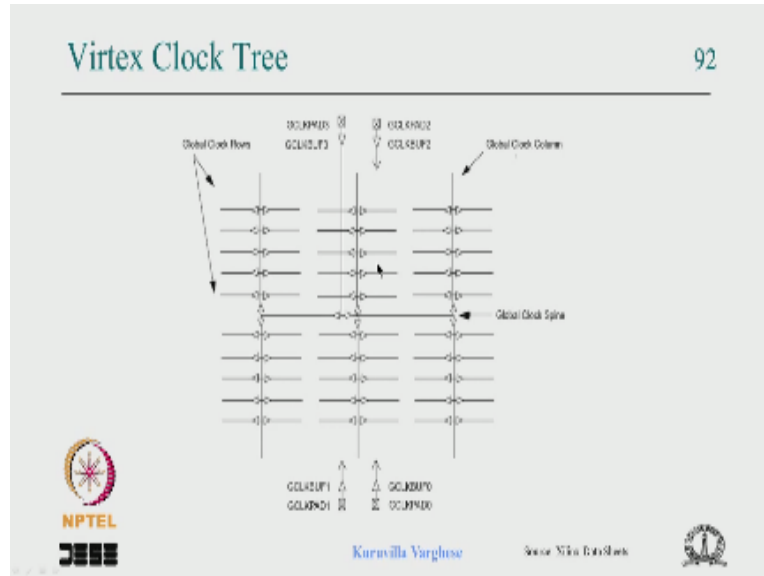 Virtex Clock Tree
92
GCLKPAD3
GCLKPAD2
Global Clock Rows
GCLKBUF3
GCLKBUF2
Global Clock Column
Global Clock Spine
GCLKBUF1
GCLKBUF0
GCLKPAD1
GCLKPAD0
NPTEL
Kuruvilla Varghese
Source: Xilinx Data Sheets